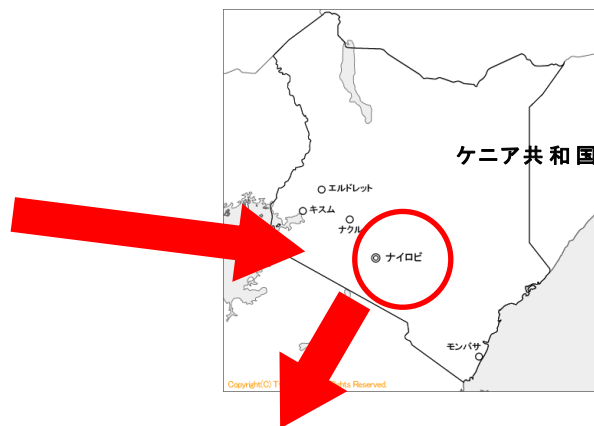 ケニア共和国
エルドレット
キスム
ナクル
ナイロビ
モンバサ
Copyright(C) T
hts Reserved.